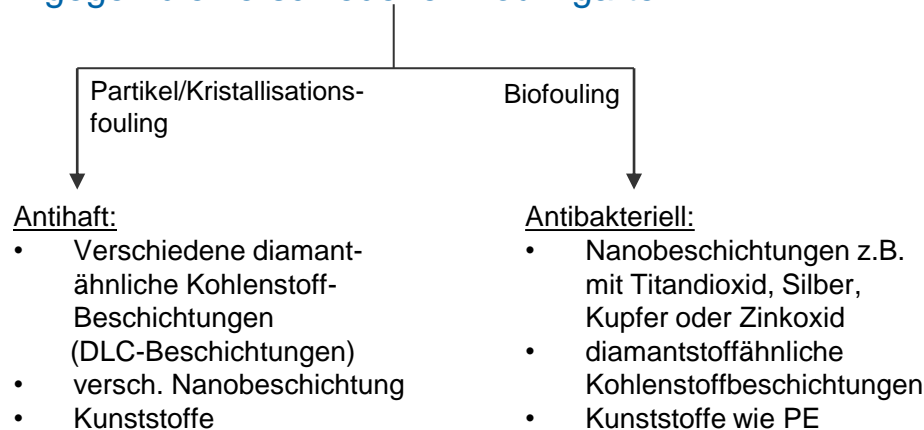 Partikel/Kristallisations-
fouling
Biofouling
Antihaft:
• Verschiedene diamant-
ähnliche Kohlenstoff-
Beschichtungen
(DLC-Beschichtungen)
• versch. Nanobeschichtung
• Kunststoffe
Antibakteriell:
• Nanobeschichtungen z.B.
mit Titandioxid, Silber,
Kupfer oder Zinkoxid
• diamantstoffähnliche
Kohlenstoffbeschichtungen
• Kunststoffe wie PE